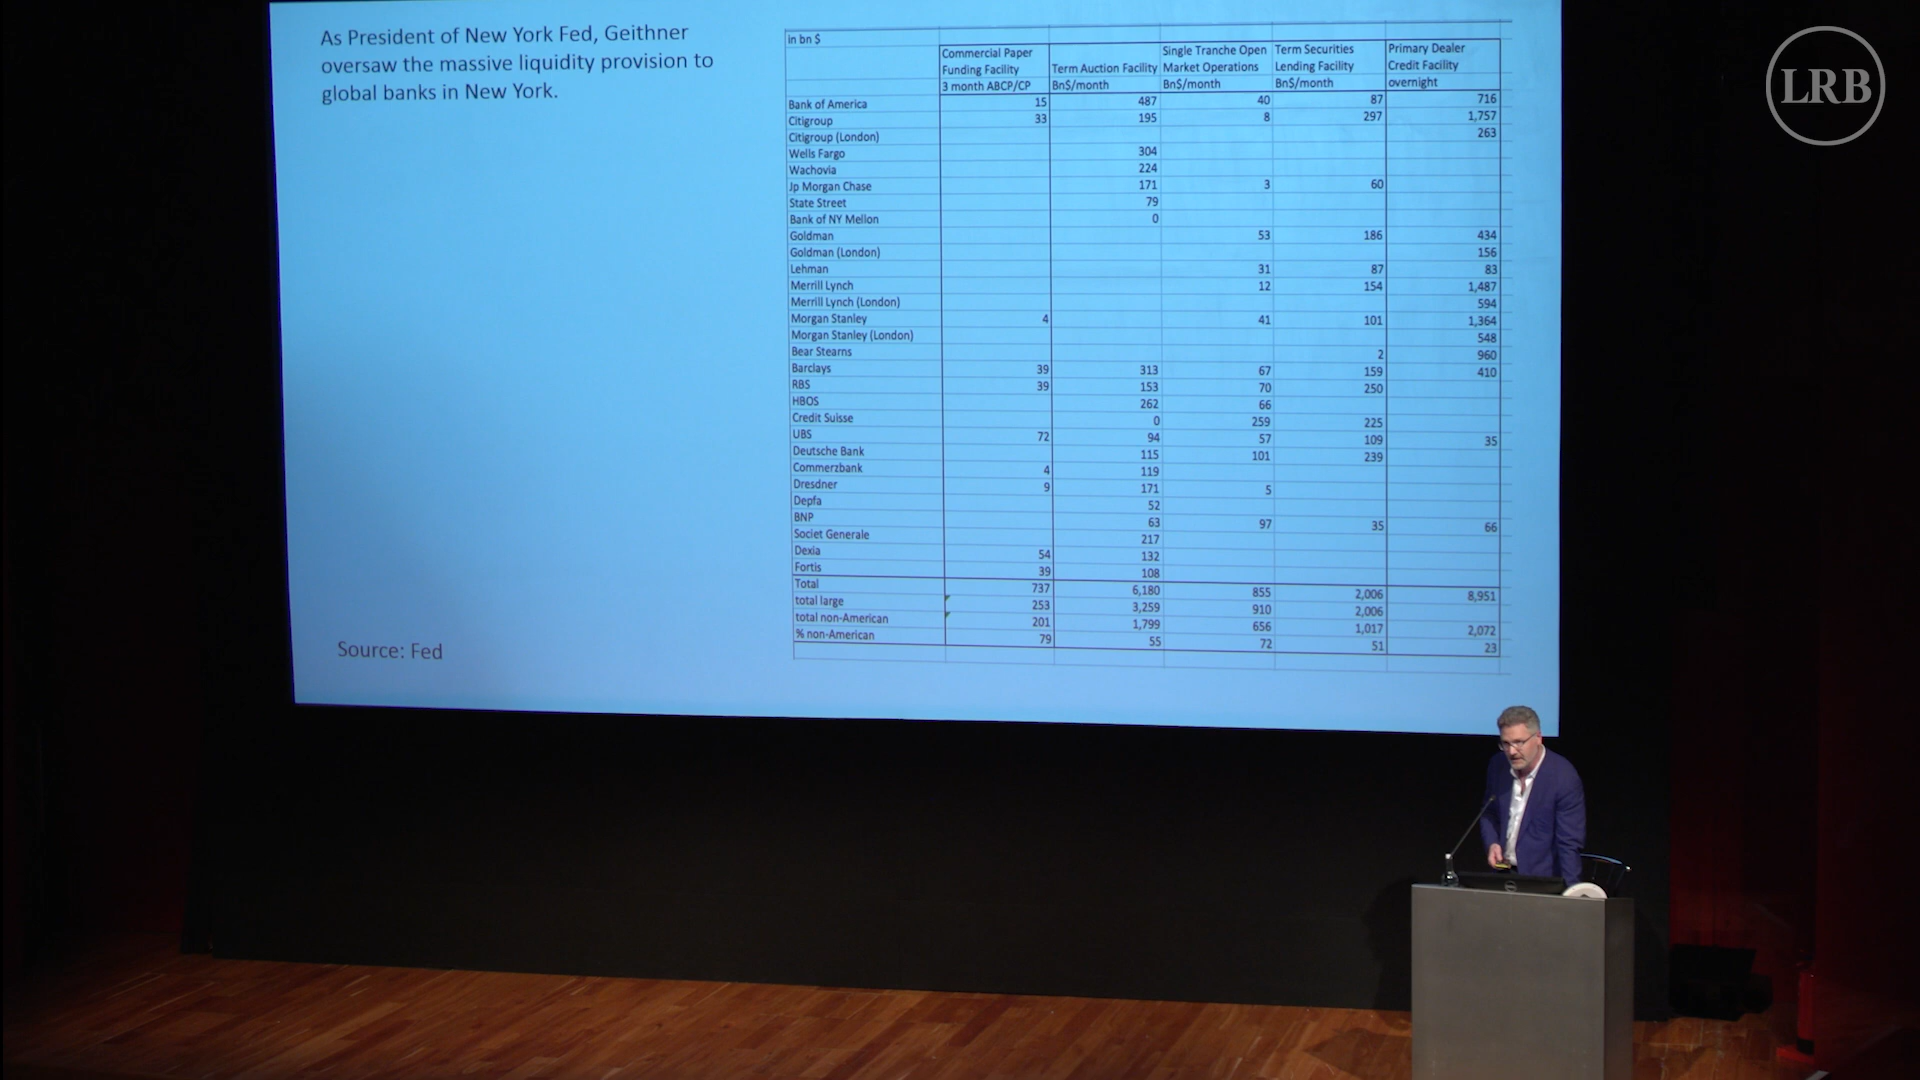 As President of New York Fed, Geithner
oversaw the massive liquidity provision to
global banks in New York.
Source: Fed
in bn $
Commercial Paper Funding Facility Term Auction Facility Single Tranche Open Market Operations Term Securities Lending Facility Primary Dealer Credit Facility
3 month ABCP/CP Bn$/month Bn$/month Bn$/month overnight
Bank of America 15 487 40 87 716
Citigroup 33 195 8 297 1,757
Citigroup (London) 263
Wells Fargo 304
Wachovia 224
Jp Morgan Chase 171 3 60
State Street 79
Bank of NY Mellon 0
Goldman 53 186 434
Goldman (London) 156
Lehman 31 87 83
Merrill Lynch 12 154 1,487
Merrill Lynch (London) 594
Morgan Stanley 4 41 101 1,364
Morgan Stanley (London) 548
Bear Stearns 2 960
Barclays 39 313 67 159 410
RBS 39 153 70 250
HBOS 262 66
Credit Suisse 0 259 225
UBS 72 94 57 109 35
Deutsche Bank 115 101 239
Commerzbank 4 119
Dresdner 9 171 5
Depfa 52
BNP 63 97 35 66
Societ Generale 217
Dexia 54 132
Fortis 39 108
Total 737 6,180 855 2,006 8,951
total large 253 3,259 910 2,006
total non-American 201 1,799 656 1,017 2,072
% non-American 79 55 72 51 23
LRB